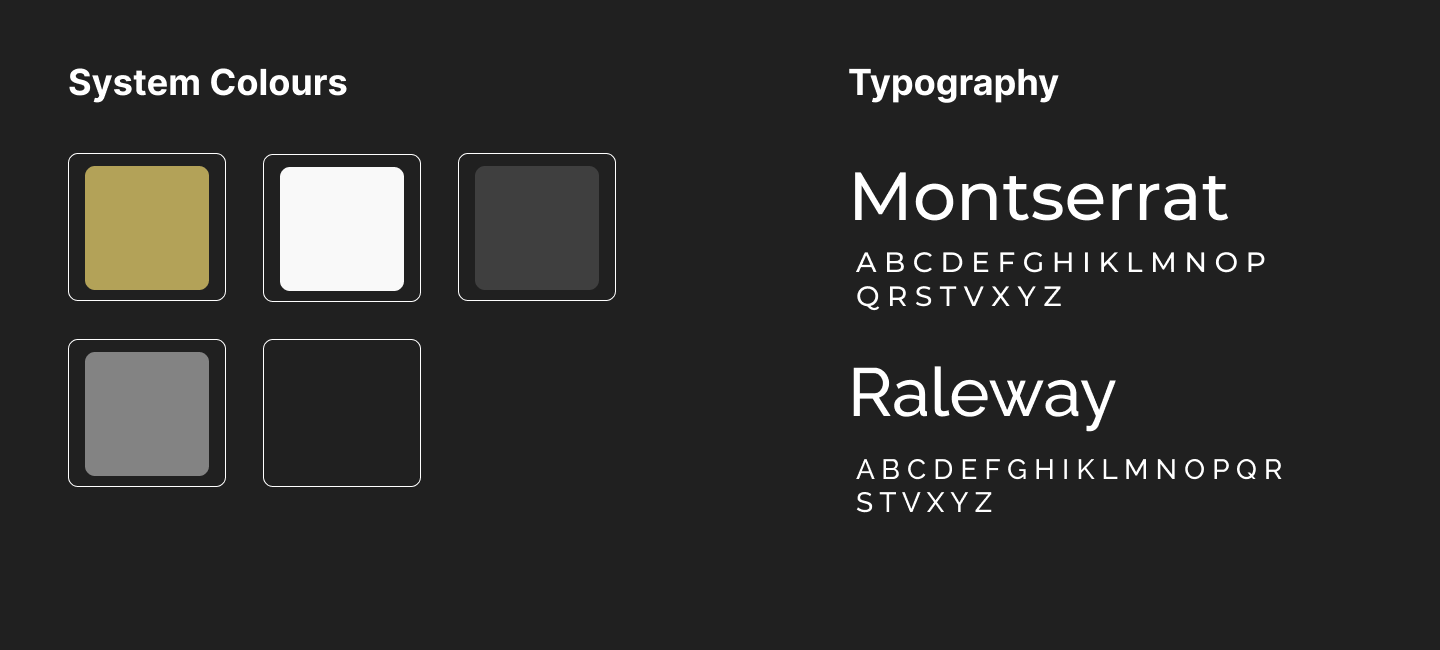 System Colours
Typography
Montserrat
A B C D E F G H I K L M N O P
Q R S T V X Y Z
Raleway
A B C D E F G H I K L M N O P Q R
S T V X Y Z